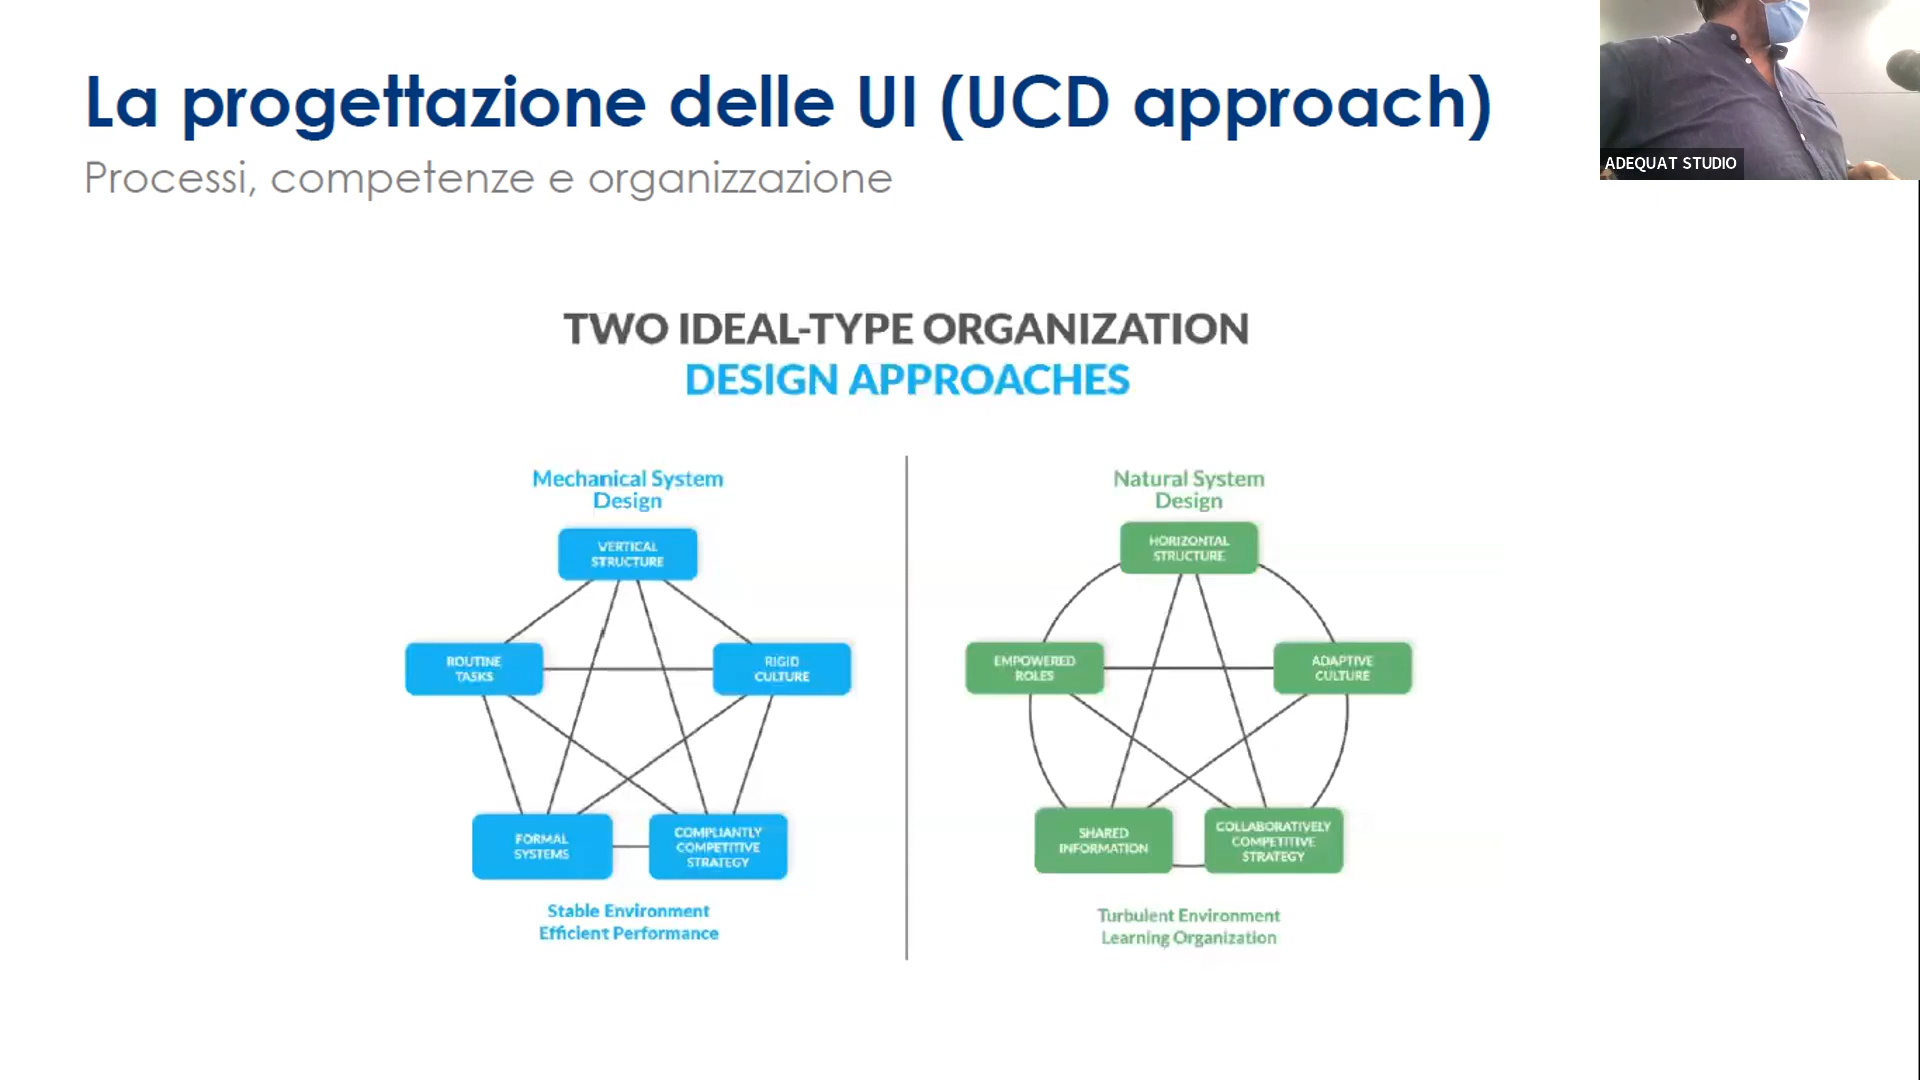 La progettazione delle UI (UCD approach)
Processi, competenze e organizzazione
ADEQUAT STUDIO
TWO IDEAL-TYPE ORGANIZATION
DESIGN APPROACHES
Mechanical System
Design
VERTICAL
STRUCTURE
ROUTINE
TASKS
RIGID
CULTURE
FORMAL
SYSTEMS
COMPLIANTLY
COMPETITIVE
STRATEGY
Stable Environment
Efficient Performance
Natural System
Design
HORIZONTAL
STRUCTURE
EMPOWERED
ROLES
ADAPTIVE
CULTURE
SHARED
INFORMATION
COLLABORATIVELY
COMPETITIVE
STRATEGY
Turbulent Environment
Learning Organization